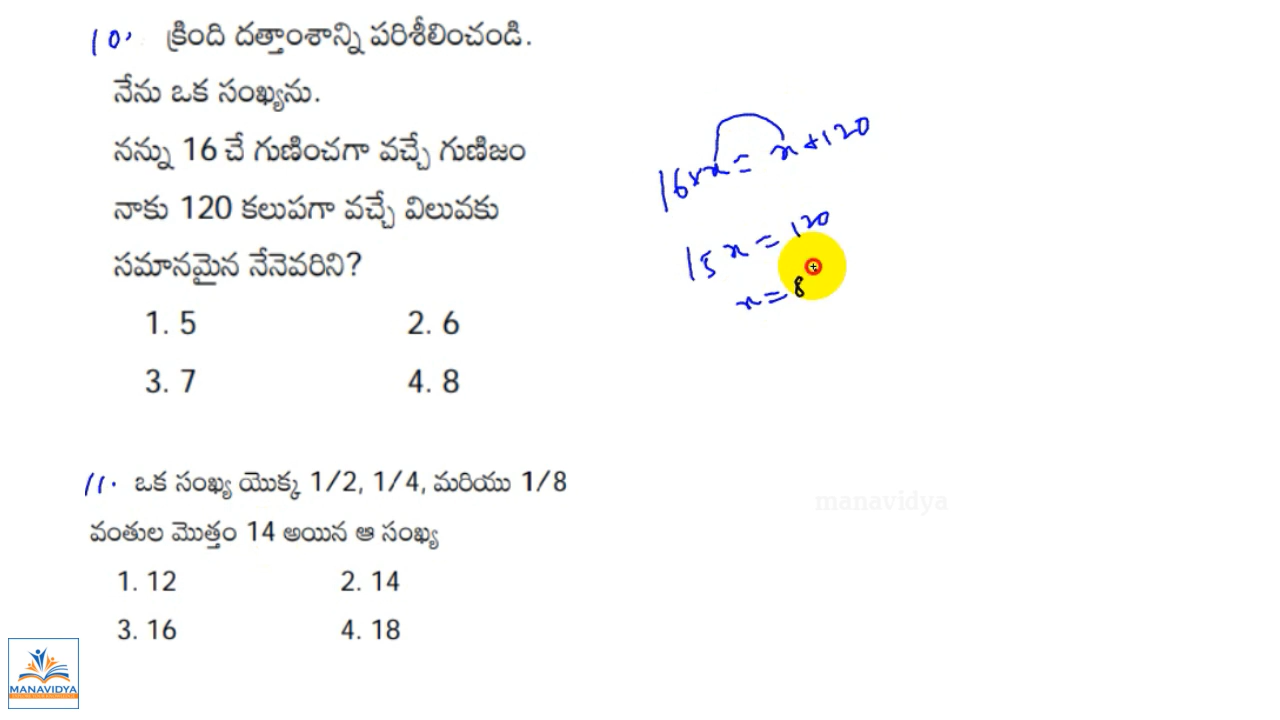 10. క్రింది దత్తాంశాన్ని పరిశీలించండి.
నేను ఒక సంఖ్యను.
నన్ను 16 చే గుణించగా వచ్చే గుణిజం
నాకు 120 కలుపగా వచ్చే విలువకు
సమానమైన నేనెవరిని?
1. 5 2. 6
3. 7 4. 8
16×x = x+120
15x = 120
x = 8
11. ఒక సంఖ్య యొక్క 1/2, 1/4, మరియు 1/8
వంతుల మొత్తం 14 అయిన ఆ సంఖ్య
1. 12 2. 14
3. 16 4. 18
manavidya
MANAVIDYA